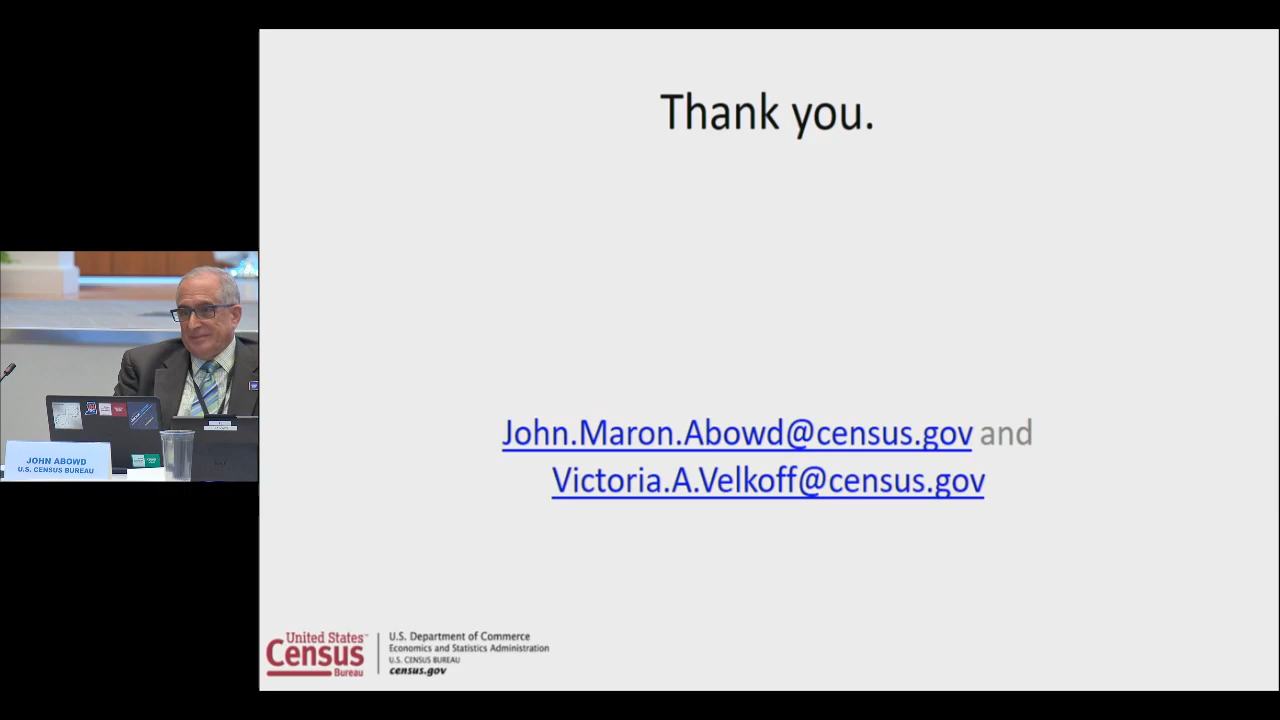 Thank you.
John.Maron.Abowd@census.gov and
Victoria.A.Velkoff@census.gov
JOHN ABOWD
U.S. CENSUS BUREAU
United States™
Census
Bureau
U.S. Department of Commerce
Economics and Statistics Administration
U.S. CENSUS BUREAU
census.gov